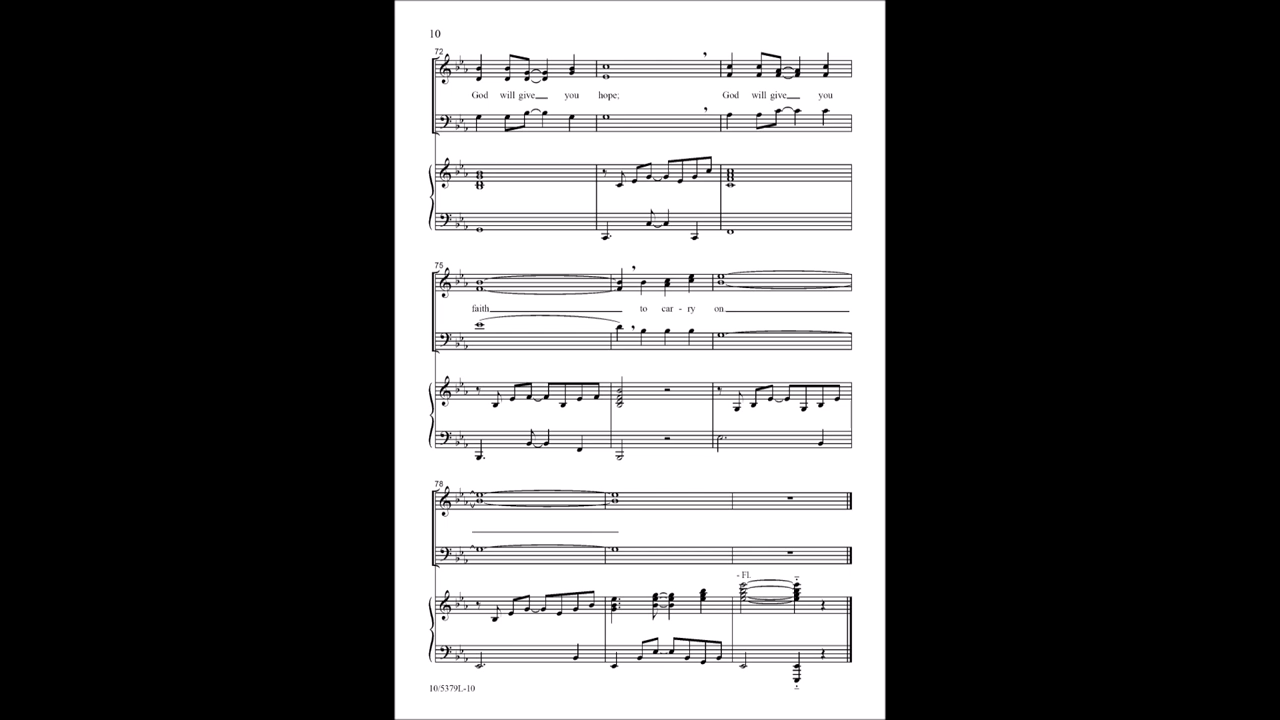 10
72
God will give you hope; God will give you
75
faith to car - ry on
78
- Fl.
10/5379L-10